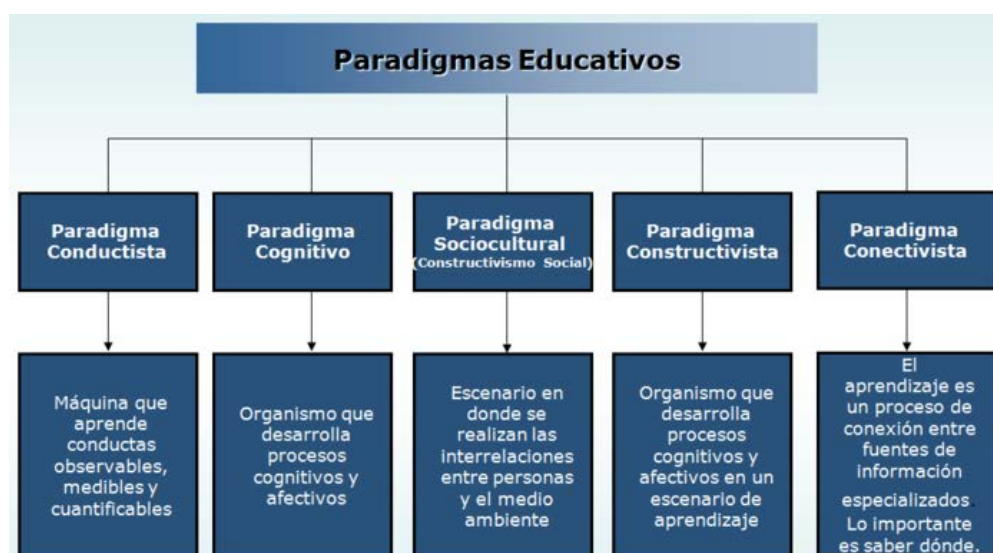 Paradigmas Educativos
Paradigma
Conductista
Paradigma
Cognitivo
Paradigma
Sociocultural
(Constructivismo Social)
Paradigma
Constructivista
Paradigma
Conectivista
Máquina que
aprende
conductas
observables,
medibles y
cuantificables
Organismo que
desarrolla
procesos
cognitivos y
afectivos
Escenario en
donde se
realizan las
interrelaciones
entre personas
y el medio
ambiente
Organismo que
desarrolla
procesos
cognitivos y
afectivos en un
escenario de
aprendizaje
El
aprendizaje es
un proceso de
conexión entre
fuentes de
información
especializados.
Lo importante
es saber dónde.